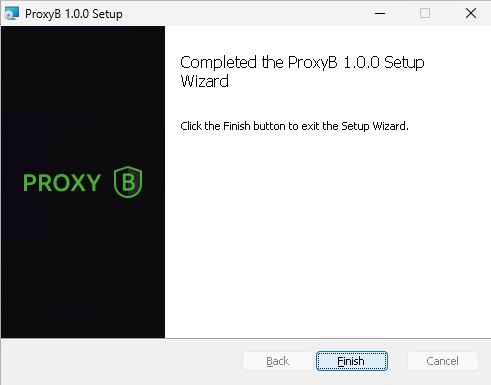 ProxyB 1.0.0 Setup
Completed the ProxyB 1.0.0 Setup
Wizard
Click the Finish button to exit the Setup Wizard.
PROXY B
Back
Finish
Cancel